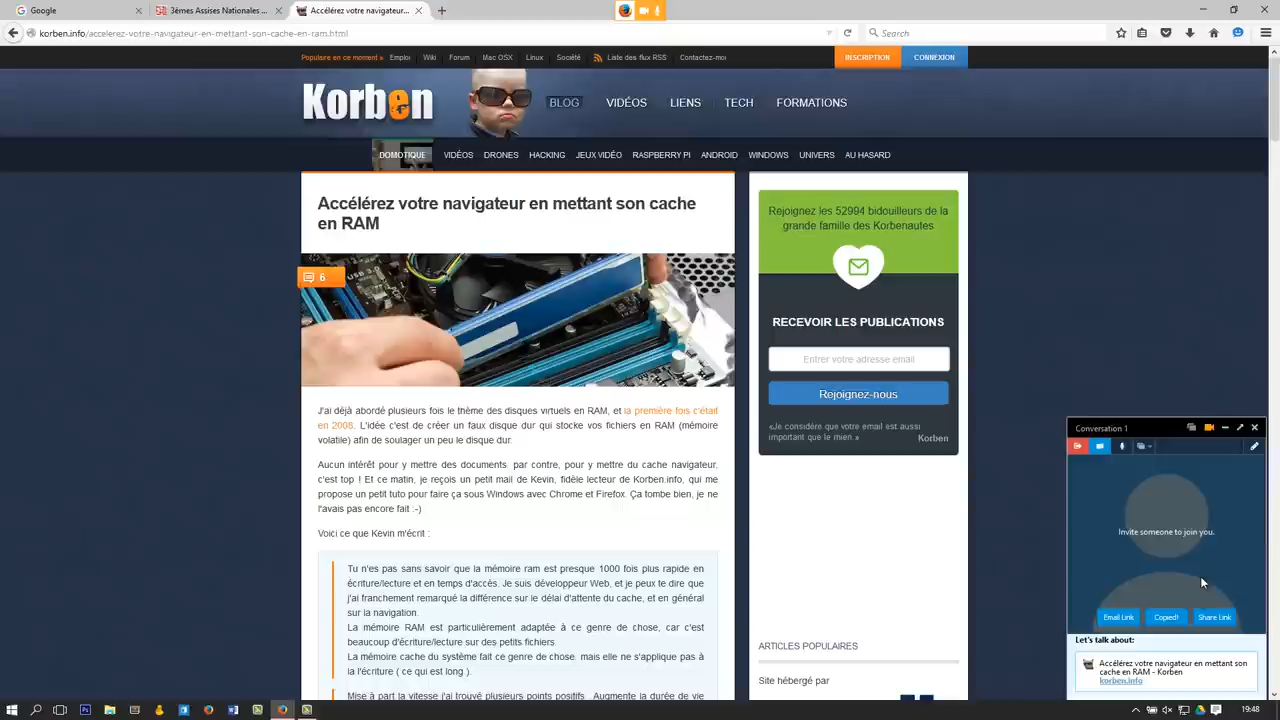 Google
3èmes Assises Nationales ...
Accélérez votre navigateur e...
korben.info/accelerez-votre-navigateur-en-mettant-son-cache-en-ram.html
Search
Populaire en ce moment »
Emploi
Wiki
Forum
Mac OSX
Linux
Société
Liste des flux RSS
Contactez-moi
INSCRIPTION
CONNEXION
Korben
BLOG
VIDÉOS
LIENS
TECH
FORMATIONS
DOMOTIQUE
VIDÉOS
DRONES
HACKING
JEUX VIDÉO
RASPBERRY PI
ANDROID
WINDOWS
UNIVERS
AU HASARD
Accélérez votre navigateur en mettant son cache
en RAM
6
USB 3.0
J'ai déjà abordé plusieurs fois le thème des disques virtuels en RAM, et la première fois c'était
en 2008. L'idée c'est de créer un faux disque dur qui stocke vos fichiers en RAM (mémoire
volatile) afin de soulager un peu le disque dur.
Aucun intérêt pour y mettre des documents. par contre, pour y mettre du cache navigateur,
c'est top ! Et ce matin, je reçois un petit mail de Kevin, fidèle lecteur de Korben.info, qui me
propose un petit tuto pour faire ça sous Windows avec Chrome et Firefox. Ça tombe bien, je ne
l'avais pas encore fait :-)
Voici ce que Kevin m'écrit :
Tu n'es pas sans savoir que la mémoire ram est presque 1000 fois plus rapide en
écriture/lecture et en temps d'accès. Je suis développeur Web, et je peux te dire que
j'ai franchement remarqué la différence sur le délai d'attente du cache, et en général
sur la navigation.
La mémoire RAM est particulièrement adaptée à ce genre de chose, car c'est
beaucoup d'écriture/lecture sur des petits fichiers.
La mémoire cache du système fait ce genre de chose. mais elle ne s'applique pas à
la l'écriture ( ce qui est long ).
Mise à part la vitesse j'ai trouvé plusieurs points positifs. Augmente la durée de vie
Rejoignez les 52994 bidouilleurs de la
grande famille des Korbenautes
RECEVOIR LES PUBLICATIONS
Entrer votre adresse email
Rejoignez-nous
«Je considère que votre email est aussi
important que le mien.»
Korben
ARTICLES POPULAIRES
Site hébergé par
Conversation 1
Invite someone to join you.
Email Link
Copied!
Share Link
Let's talk about:
Accélérez votre navigateur en mettant son
cache en RAM - Korben
korben.info
19:48